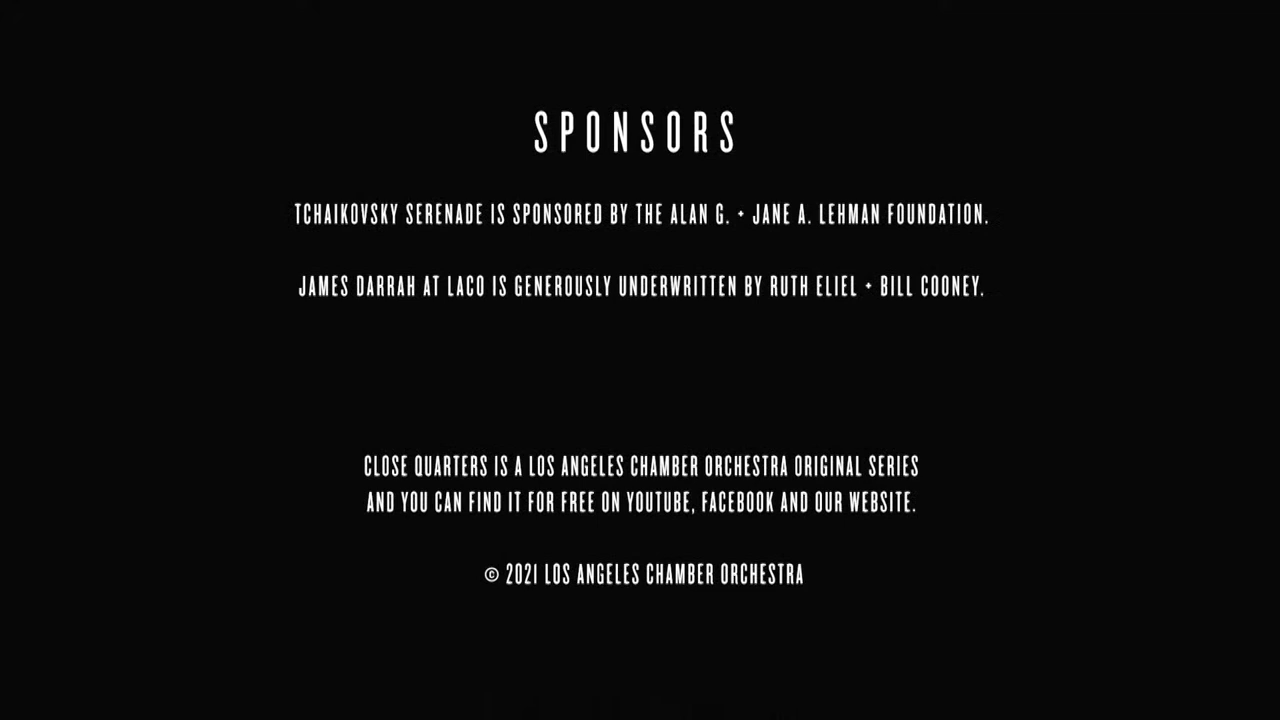 SPONSORS
TCHAIKOVSKY SERENADE IS SPONSORED BY THE ALAN G. + JANE A. LEHMAN FOUNDATION.
JAMES DARRAH AT LACO IS GENEROUSLY UNDERWRITTEN BY RUTH ELIEL + BILL COONEY.
CLOSE QUARTERS IS A LOS ANGELES CHAMBER ORCHESTRA ORIGINAL SERIES
AND YOU CAN FIND IT FOR FREE ON YOUTUBE, FACEBOOK AND OUR WEBSITE.
© 2021 LOS ANGELES CHAMBER ORCHESTRA